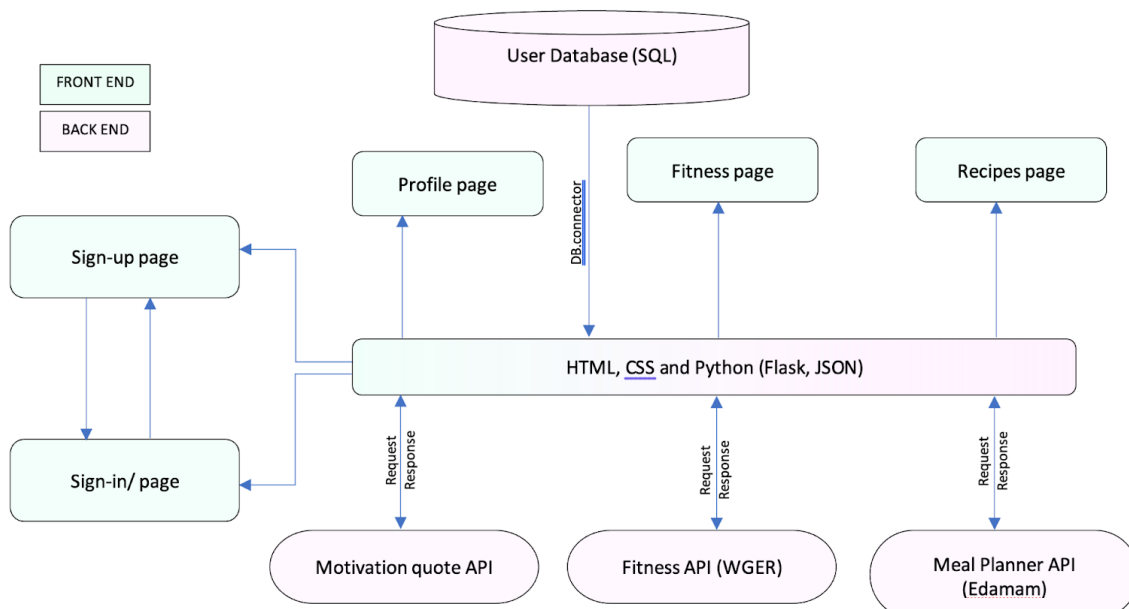 User Database (SQL)
FRONT END
BACK END
Profile page
Fitness page
Recipes page
DB.connector
Sign-up page
HTML, CSS and Python (Flask, JSON)
Request
Response
Request
Response
Request
Response
Sign-in/ page
Motivation quote API
Fitness API (WGER)
Meal Planner API
(Edamam)